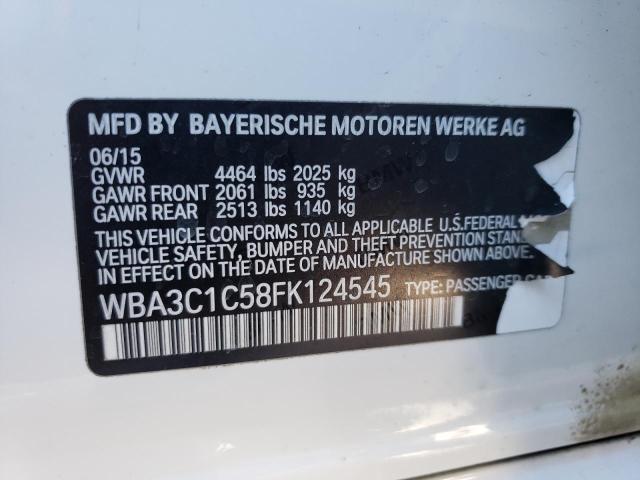 MFD BY BAYERISCHE MOTOREN WERKE AG
06/15
GVWR 4464 lbs 2025 kg
GAWR FRONT 2061 lbs 935 kg
GAWR REAR 2513 lbs 1140 kg
THIS VEHICLE CONFORMS TO ALL APPLICABLE U.S.FEDERAL
VEHICLE SAFETY, BUMPER AND THEFT PREVENTION
IN EFFECT ON THE DATE OF MANUFACTURE SHOWN ABOVE.
WBA3C1C58FK124545 TYPE: PASSENGER